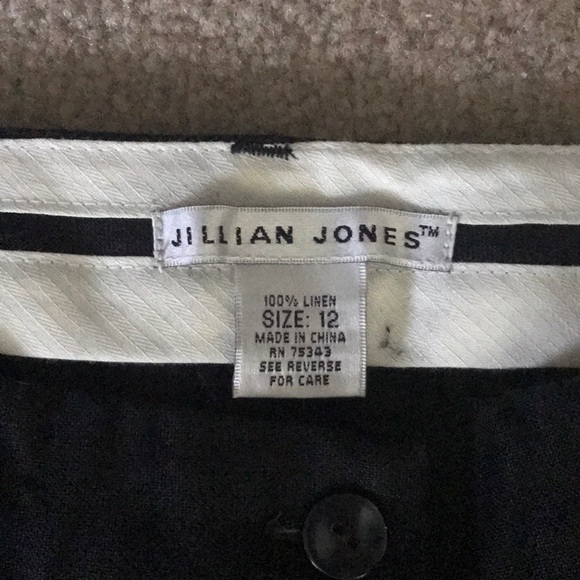 JILLIAN JONES™
100% LINEN
SIZE: 12
MADE IN CHINA
RN 75343
SEE REVERSE
FOR CARE